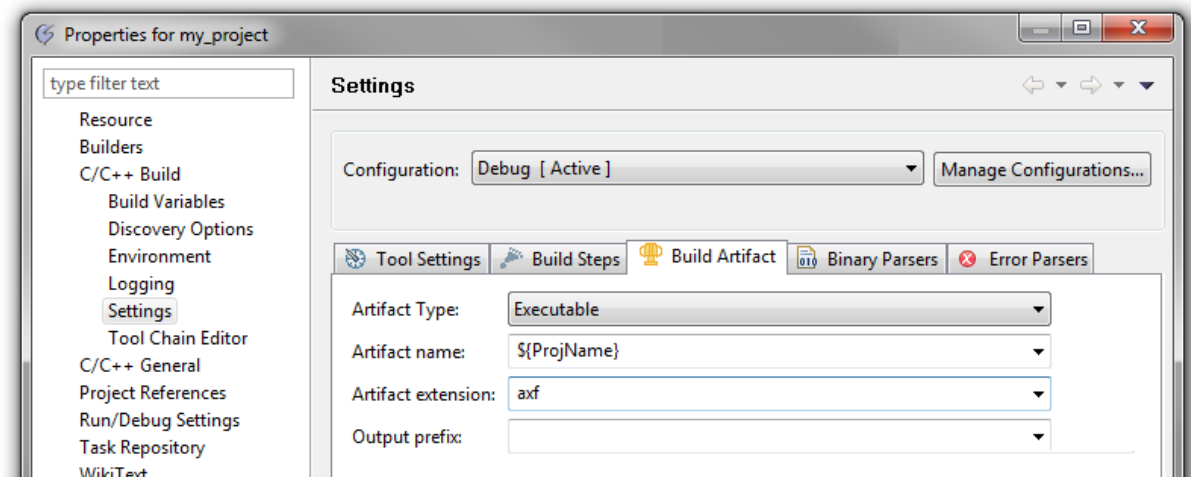 Properties for my_project
type filter text
Resource
Builders
C/C++ Build
Build Variables
Discovery Options
Environment
Logging
Settings
Tool Chain Editor
C/C++ General
Project References
Run/Debug Settings
Task Repository
WikiText
Settings
Configuration: Debug [ Active ] Manage Configurations...
Tool Settings Build Steps Build Artifact 010 Binary Parsers Error Parsers
Artifact Type: Executable
Artifact name: ${ProjName}
Artifact extension: axf
Output prefix: